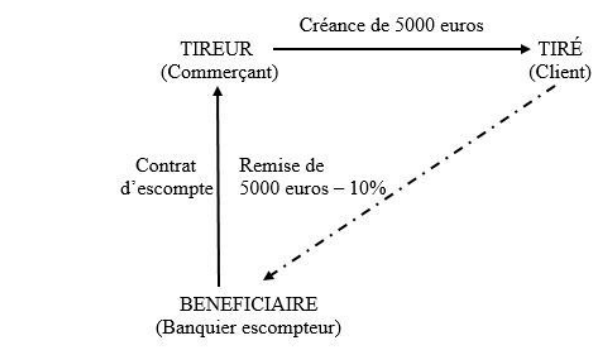 Créance de 5000 euros
TIREUR
TIRÉ
(Commerçant)
(Client)
Contrat
d’escompte
Remise de
5000 euros – 10%
BENEFICIAIRE
(Banquier escompteur)